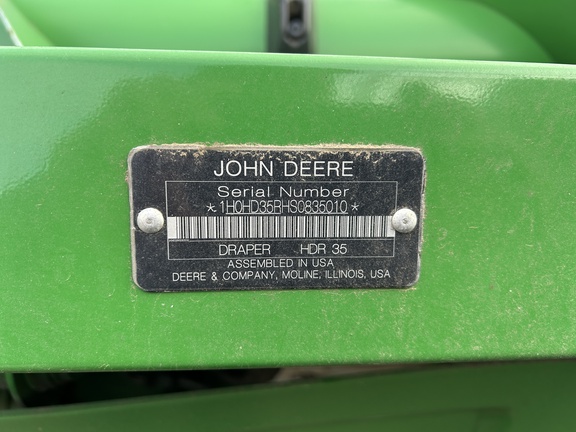 JOHN DEERE
Serial Number
*1H0HD35RHS0835010*
DRAPER HDR 35
ASSEMBLED IN USA
DEERE & COMPANY, MOLINE, ILLINOIS, USA